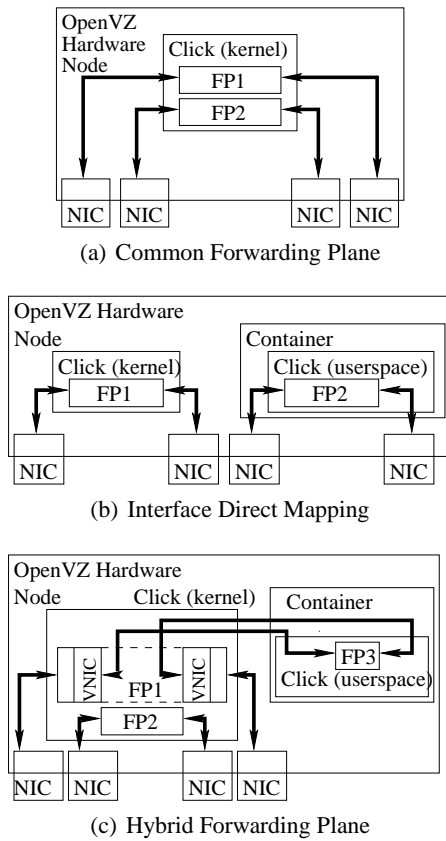 OpenVZ
Hardware
Node
Click (kernel)
FP1
FP2
NIC NIC NIC NIC
(a) Common Forwarding Plane
OpenVZ Hardware
Node
Container
Click (kernel)
Click (userspace)
FP1
FP2
NIC NIC NIC NIC
(b) Interface Direct Mapping
OpenVZ Hardware
Node
Click (kernel)
Container
VNIC
FP1
VNIC
FP3
Click (userspace)
FP2
NIC NIC NIC NIC
(c) Hybrid Forwarding Plane